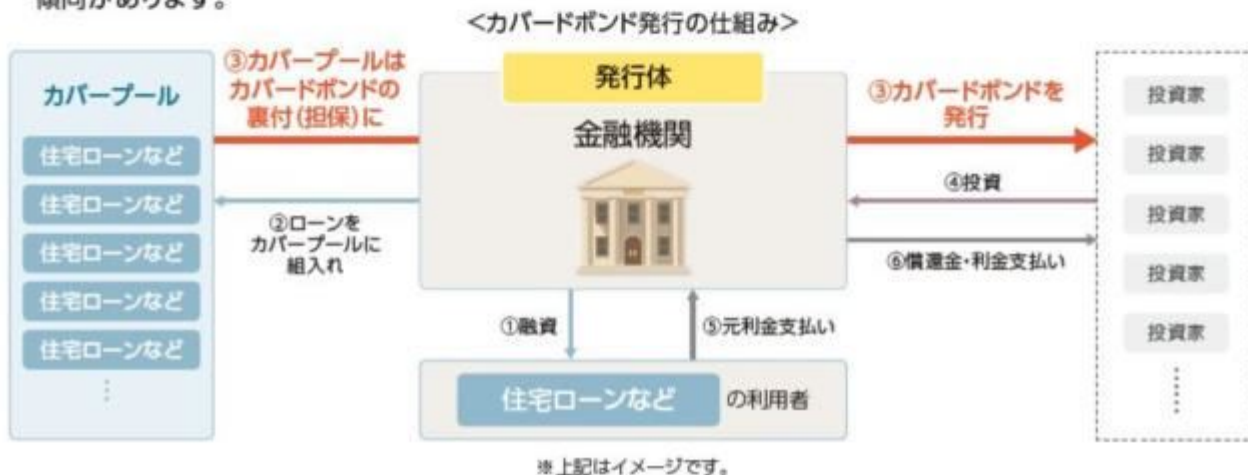 傾向があります。
<カバードボンド発行の仕組み>
カバープール
住宅ローンなど
住宅ローンなど
住宅ローンなど
住宅ローンなど
住宅ローンなど
③カバープールは
カバードボンドの
裏付(担保)に
②ローンを
カバープールに
組入れ
発行体
金融機関
①融資
⑤元利金支払い
住宅ローンなど の利用者
③カバードボンドを
発行
④投資
⑥償還金・利金支払い
投資家
投資家
投資家
投資家
投資家
※上記はイメージです。